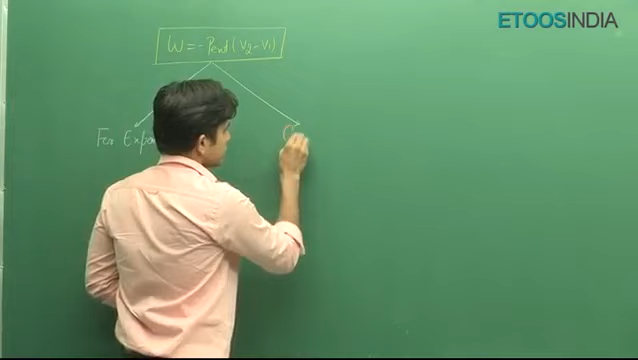 ETOOSINDIA
W = -Pext (V2 - V1)
For Expa
C